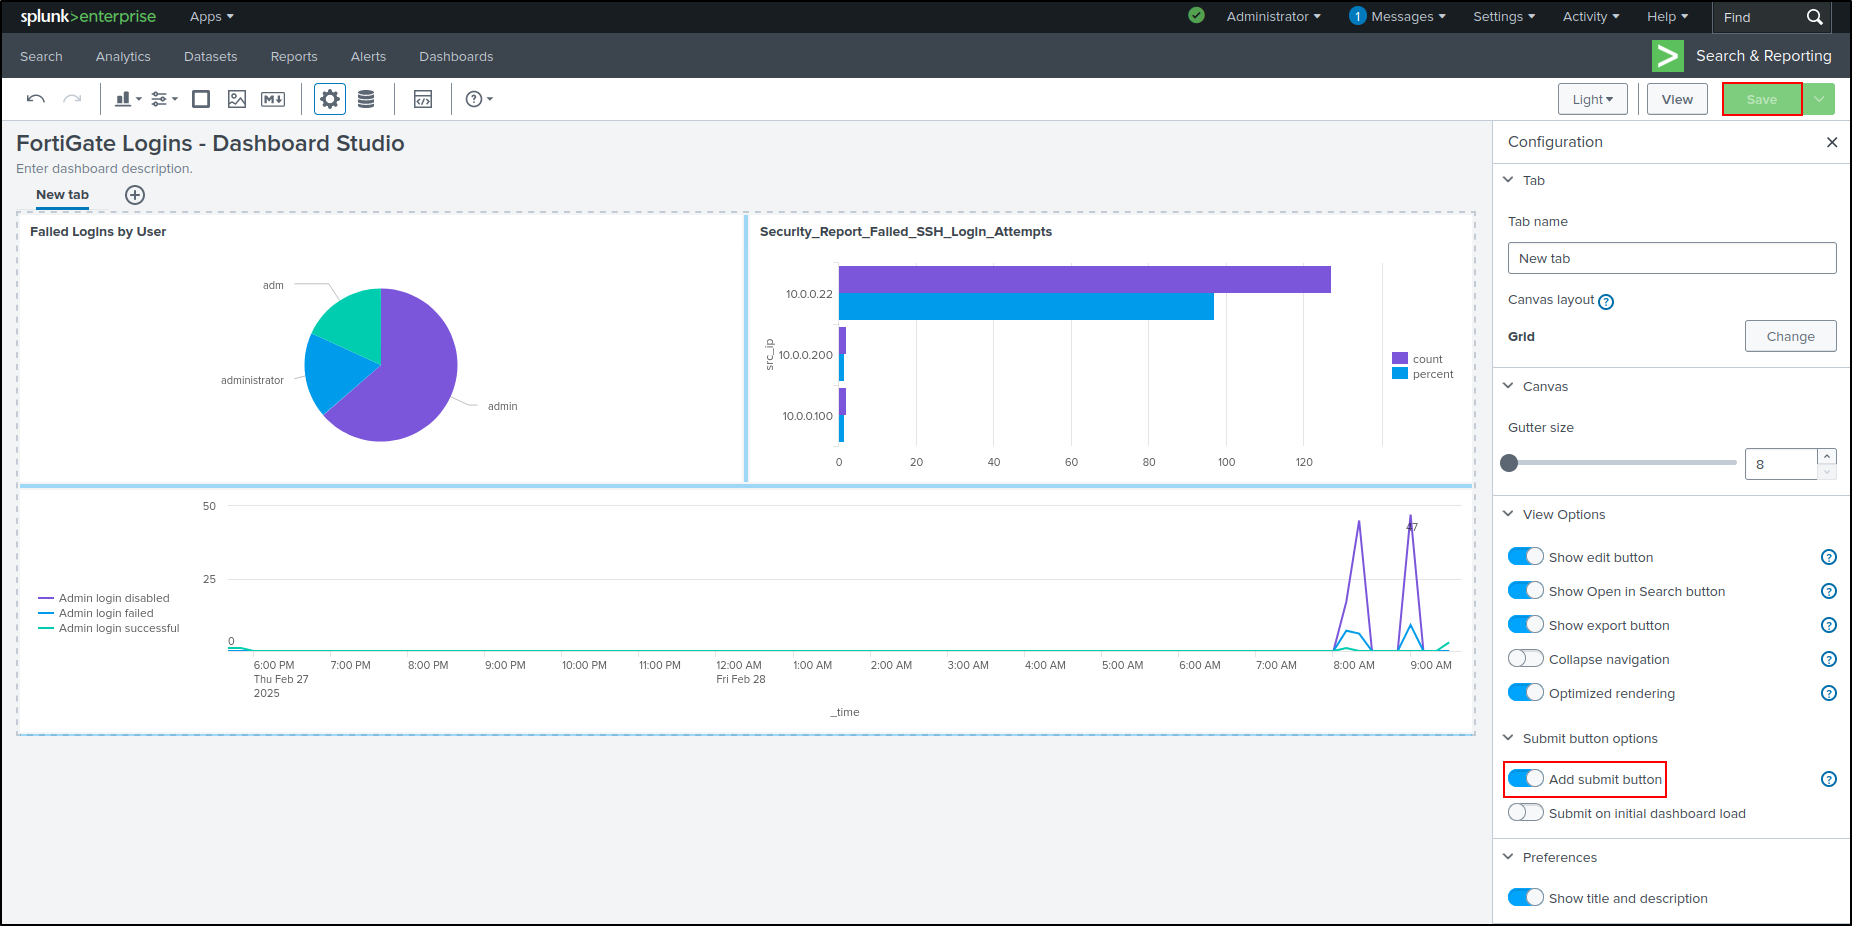 splunk>enterprise Apps Administrator 1 Messages Settings Activity Help Find
Search Analytics Datasets Reports Alerts Dashboards Search & Reporting
M Light View Save
FortiGate Logins - Dashboard Studio
Enter dashboard description.
New tab
Failed Logins by User
adm
administrator
admin
Security_Report_Failed_SSH_Login_Attempts
src_ip
10.0.0.22
10.0.0.200
10.0.0.100
0 20 40 60 80 100 120
count
percent
50
25
0
47
Admin login disabled
Admin login failed
Admin login successful
6:00 PM 7:00 PM 8:00 PM 9:00 PM 10:00 PM 11:00 PM 12:00 AM 1:00 AM 2:00 AM 3:00 AM 4:00 AM 5:00 AM 6:00 AM 7:00 AM 8:00 AM 9:00 AM
Thu Feb 27 Fri Feb 28
2025
_time
Configuration
Tab
Tab name
New tab
Canvas layout ?
Grid Change
Canvas
Gutter size
8
View Options
Show edit button ?
Show Open in Search button ?
Show export button ?
Collapse navigation ?
Optimized rendering ?
Submit button options
Add submit button ?
Submit on initial dashboard load
Preferences
Show title and description